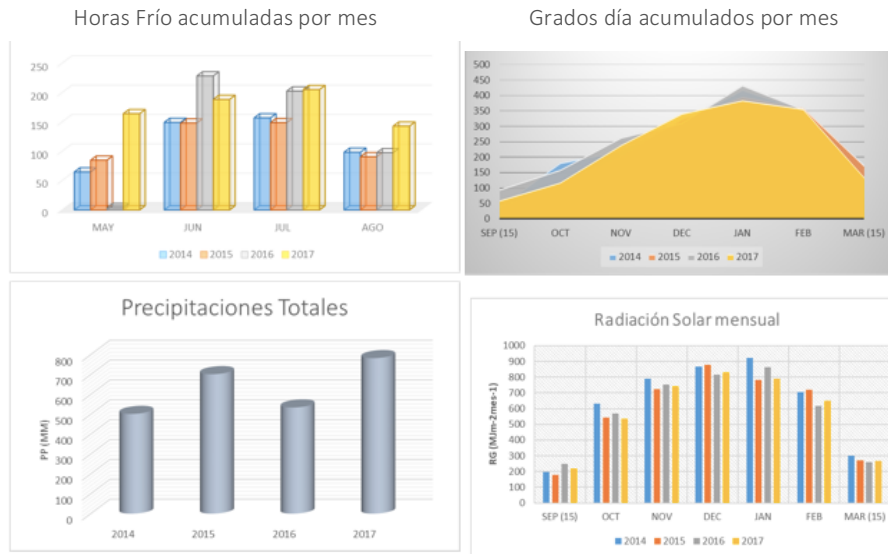 Horas Frío acumuladas por mes
250
200
150
100
50
0
MAY JUN JUL AGO
2014 2015 2016 2017
Grados día acumulados por mes
500
450
400
350
300
250
200
150
100
50
0
SEP (15) OCT NOV DEC JAN FEB MAR (15)
2014 2015 2016 2017
Precipitaciones Totales
PP (MM)
800
700
600
500
400
300
200
100
0
2014 2015 2016 2017
Radiación Solar mensual
RG (MJm-2mes-1)
1000
900
800
700
600
500
400
300
200
100
0
SEP (15) OCT NOV DEC JAN FEB MAR (15)
2014 2015 2016 2017